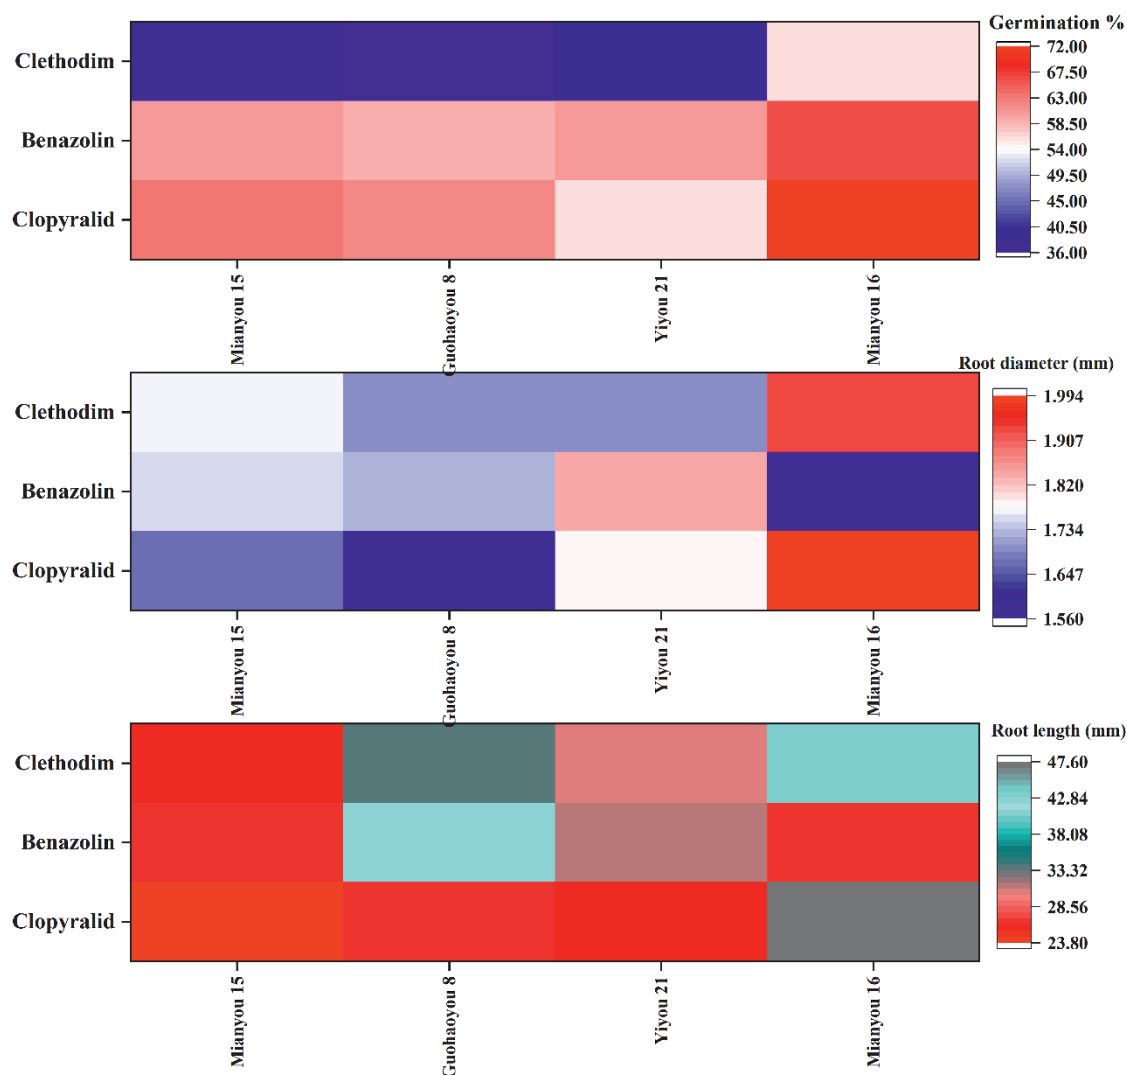 Germination %
Clethodim
Benazolin
Clopyralid
72.00
67.50
63.00
58.50
54.00
49.50
45.00
40.50
36.00
Mianyou 15
Guohaoyou 8
Yiyou 21
Mianyou 16
Root diameter (mm)
Clethodim
Benazolin
Clopyralid
1.994
1.907
1.820
1.734
1.647
1.560
Mianyou 15
Guohaoyou 8
Yiyou 21
Mianyou 16
Root length (mm)
Clethodim
Benazolin
Clopyralid
47.60
42.84
38.08
33.32
28.56
23.80
Mianyou 15
Guohaoyou 8
Yiyou 21
Mianyou 16